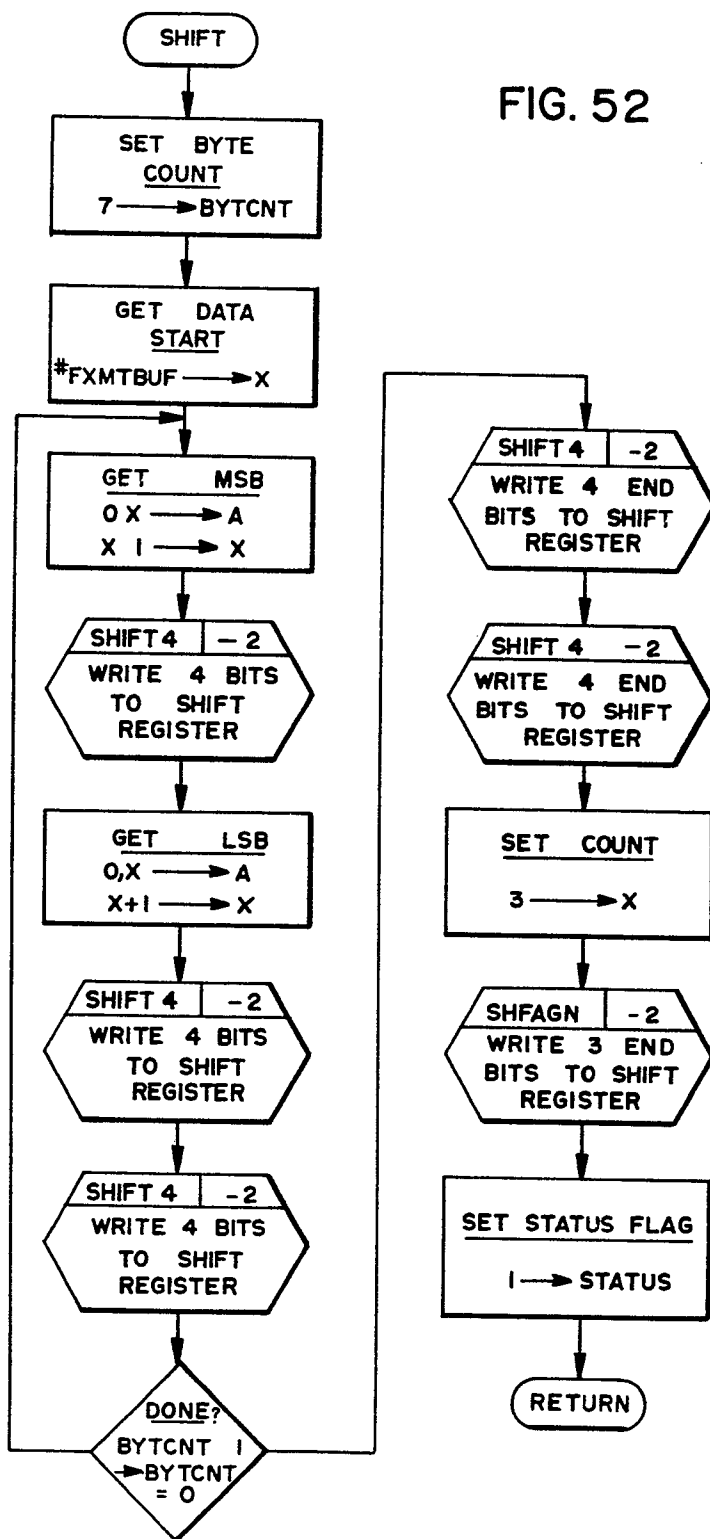 FIG. 52
SHIFT
SET BYTE
COUNT
7 → BYTCNT
GET DATA
START
#FXMTBUF → X
GET MSB
0 X → A
X 1 → X
SHIFT 4 -2
WRITE 4 BITS
TO SHIFT
REGISTER
GET LSB
0,X → A
X+1 → X
SHIFT 4 -2
WRITE 4 BITS
TO SHIFT
REGISTER
SHIFT 4 -2
WRITE 4 BITS
TO SHIFT
REGISTER
DONE?
BYTCNT 1
→ BYTCNT
= 0
SHIFT 4 -2
WRITE 4 END
BITS TO SHIFT
REGISTER
SHIFT 4 -2
WRITE 4 END
BITS TO SHIFT
REGISTER
SET COUNT
3 → X
SHFAGN -2
WRITE 3 END
BITS TO SHIFT
REGISTER
SET STATUS FLAG
1 → STATUS
RETURN